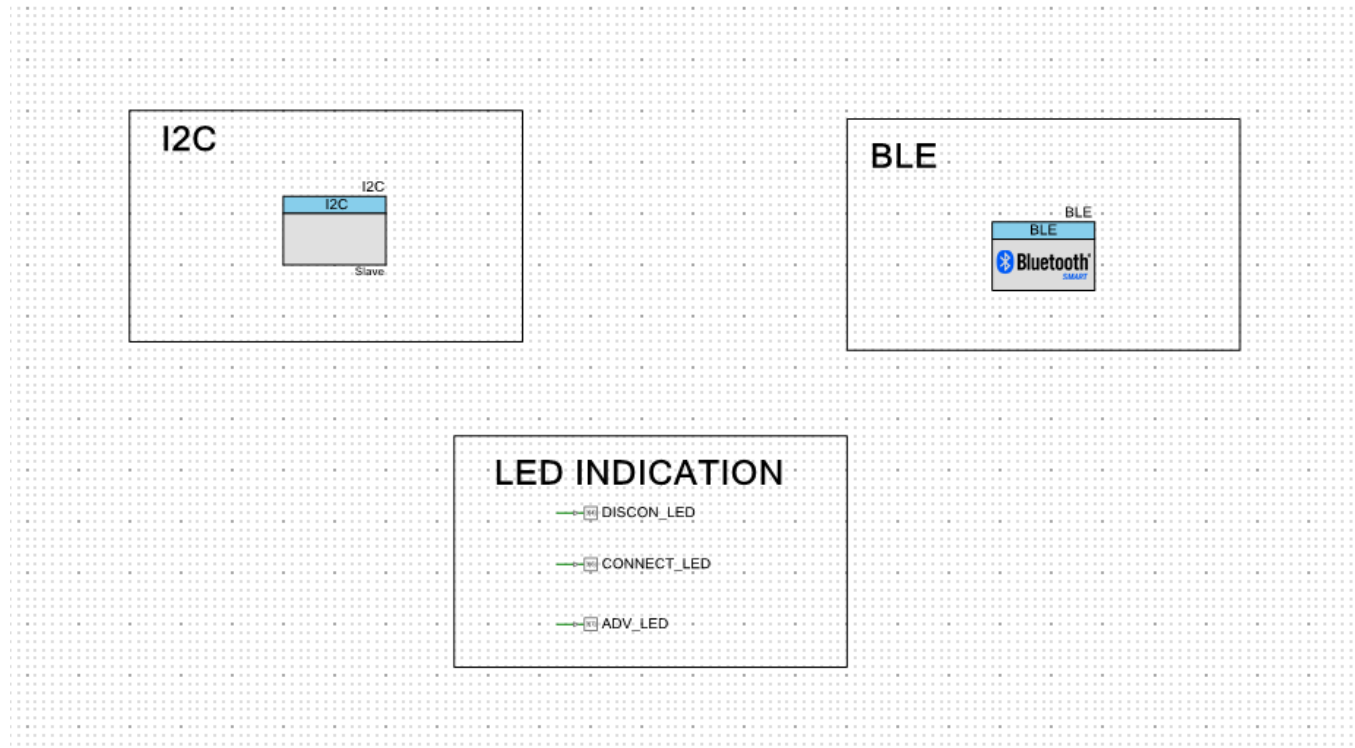 I2C
I2C
I2C
Slave
BLE
BLE
BLE
Bluetooth
SMART
LED INDICATION
DISCON_LED
CONNECT_LED
ADV_LED